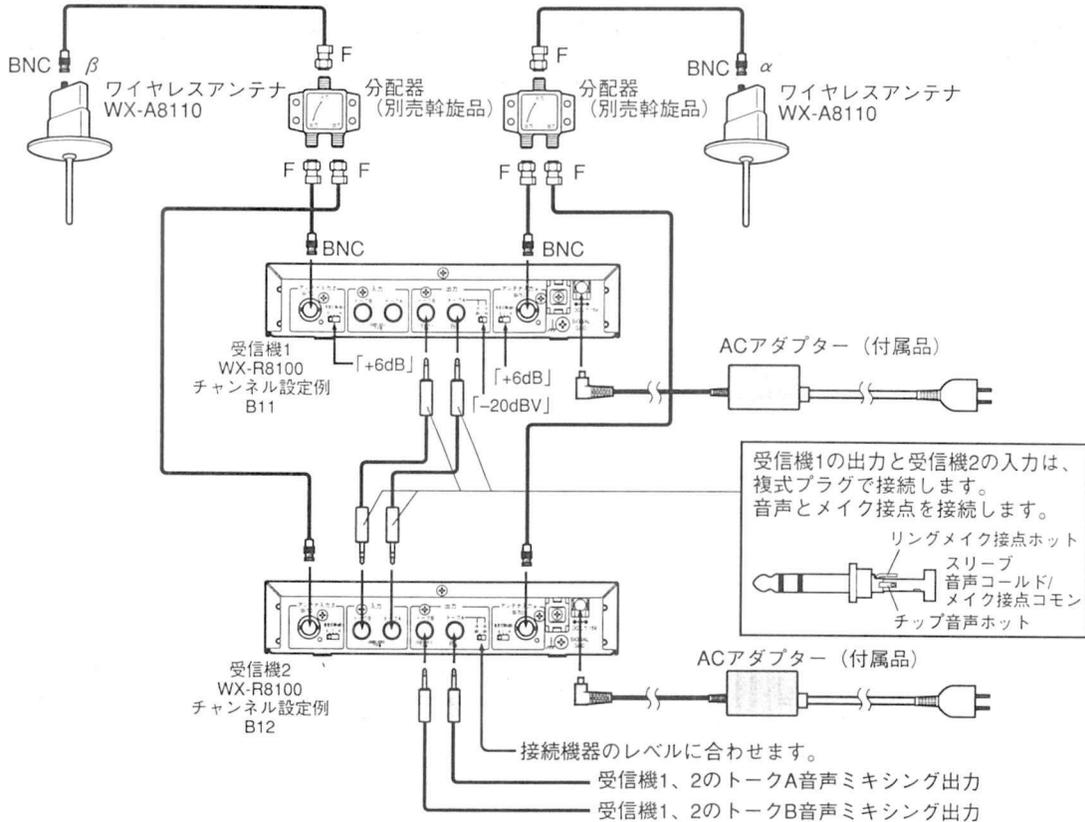 BNC
β
ワイヤレスアンテナ
WX-A8110
F
分配器
(別売斡旋品)
F
分配器
(別売斡旋品)
BNC
α
ワイヤレスアンテナ
WX-A8110
F
F
F
F
BNC
BNC
入力
出力
受信機1
WX-R8100
チャンネル設定例
B11
「+6dB」
「+6dB」
「−20dBV」
ACアダプター(付属品)
受信機1の出力と受信機2の入力は、
複式プラグで接続します。
音声とメイク接点を接続します。
リングメイク接点ホット
スリーブ
音声コールド/
メイク接点コモン
チップ音声ホット
入力
出力
受信機2
WX-R8100
チャンネル設定例
B12
ACアダプター(付属品)
接続機器のレベルに合わせます。
受信機1、2のトークA音声ミキシング出力
受信機1、2のトークB音声ミキシング出力